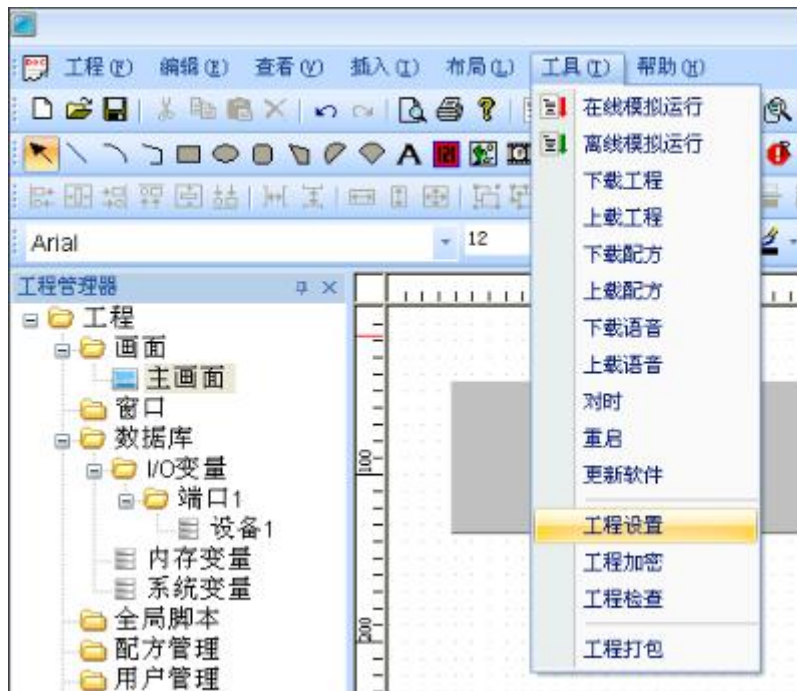 工程(P) 编辑(E) 查看(V) 插入(I) 布局(L) 工具(T) 帮助(H)
Arial 12
工程管理器
工程
画面
主画面
窗口
数据库
I/O变量
端口1
设备1
内存变量
系统变量
全局脚本
配方管理
用户管理
100
200
在线模拟运行
离线模拟运行
下载工程
上载工程
下载配方
上载配方
下载语音
上载语音
对时
重启
更新软件
工程设置
工程加密
工程检查
工程打包